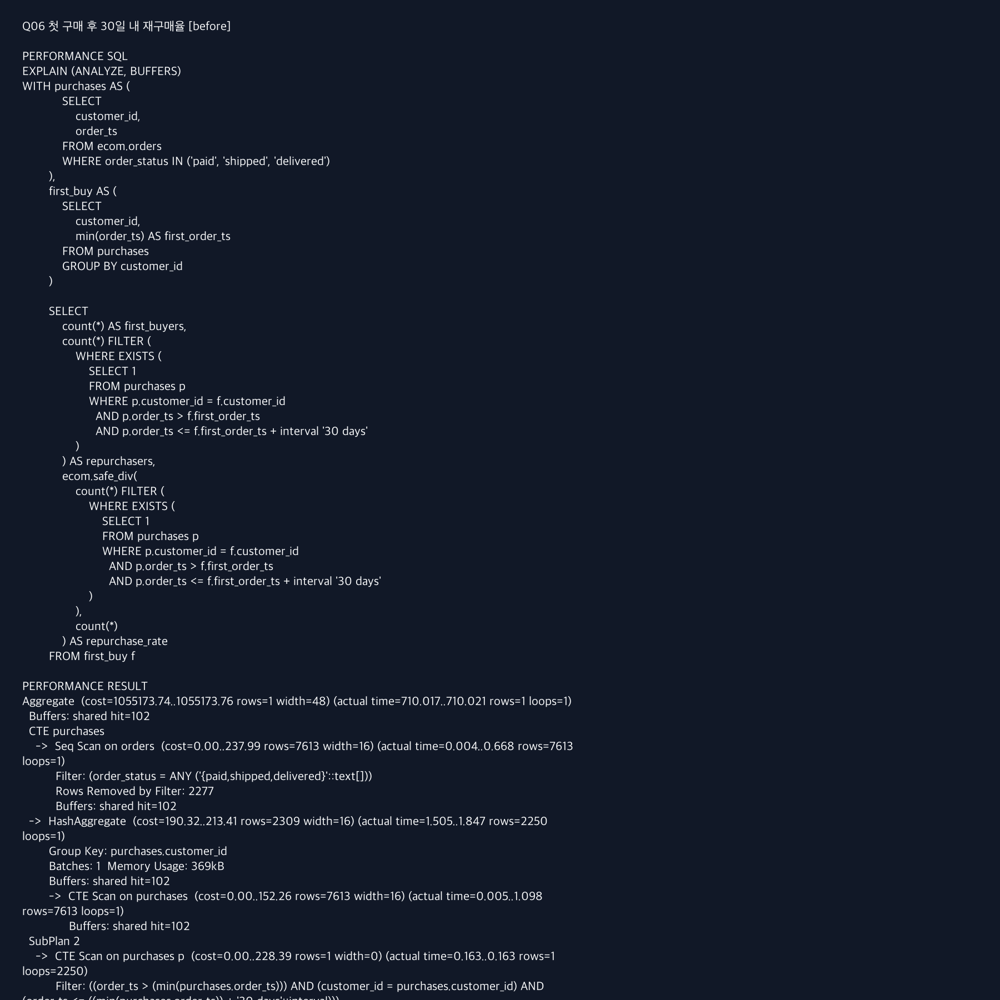 Q06 첫 구매 후 30일 내 재구매율 [before]
PERFORMANCE SQL
EXPLAIN (ANALYZE, BUFFERS)
WITH purchases AS (
SELECT
customer_id,
order_ts
FROM ecom.orders
WHERE order_status IN ('paid', 'shipped', 'delivered')
),
first_buy AS (
SELECT
customer_id,
min(order_ts) AS first_order_ts
FROM purchases
GROUP BY customer_id
)
SELECT
count(*) AS first_buyers,
count(*) FILTER (
WHERE EXISTS (
SELECT 1
FROM purchases p
WHERE p.customer_id = f.customer_id
AND p.order_ts > f.first_order_ts
AND p.order_ts <= f.first_order_ts + interval '30 days'
)
) AS repurchasers,
ecom.safe_div(
count(*) FILTER (
WHERE EXISTS (
SELECT 1
FROM purchases p
WHERE p.customer_id = f.customer_id
AND p.order_ts > f.first_order_ts
AND p.order_ts <= f.first_order_ts + interval '30 days'
)
),
count(*)
) AS repurchase_rate
FROM first_buy f
PERFORMANCE RESULT
Aggregate  (cost=1055173.74..1055173.76 rows=1 width=48) (actual time=710.017..710.021 rows=1 loops=1)
Buffers: shared hit=102
CTE purchases
->  Seq Scan on orders  (cost=0.00..237.99 rows=7613 width=16) (actual time=0.004..0.668 rows=7613
loops=1)
Filter: (order_status = ANY ('{paid,shipped,delivered}'::text[]))
Rows Removed by Filter: 2277
Buffers: shared hit=102
->  HashAggregate  (cost=190.32..213.41 rows=2309 width=16) (actual time=1.505..1.847 rows=2250
loops=1)
Group Key: purchases.customer_id
Batches: 1  Memory Usage: 369kB
Buffers: shared hit=102
->  CTE Scan on purchases  (cost=0.00..152.26 rows=7613 width=16) (actual time=0.005..1.098
rows=7613 loops=1)
Buffers: shared hit=102
SubPlan 2
->  CTE Scan on purchases p  (cost=0.00..228.39 rows=1 width=0) (actual time=0.163..0.163 rows=1
loops=2250)
Filter: ((order_ts > (min(purchases.order_ts))) AND (customer_id = purchases.customer_id) AND